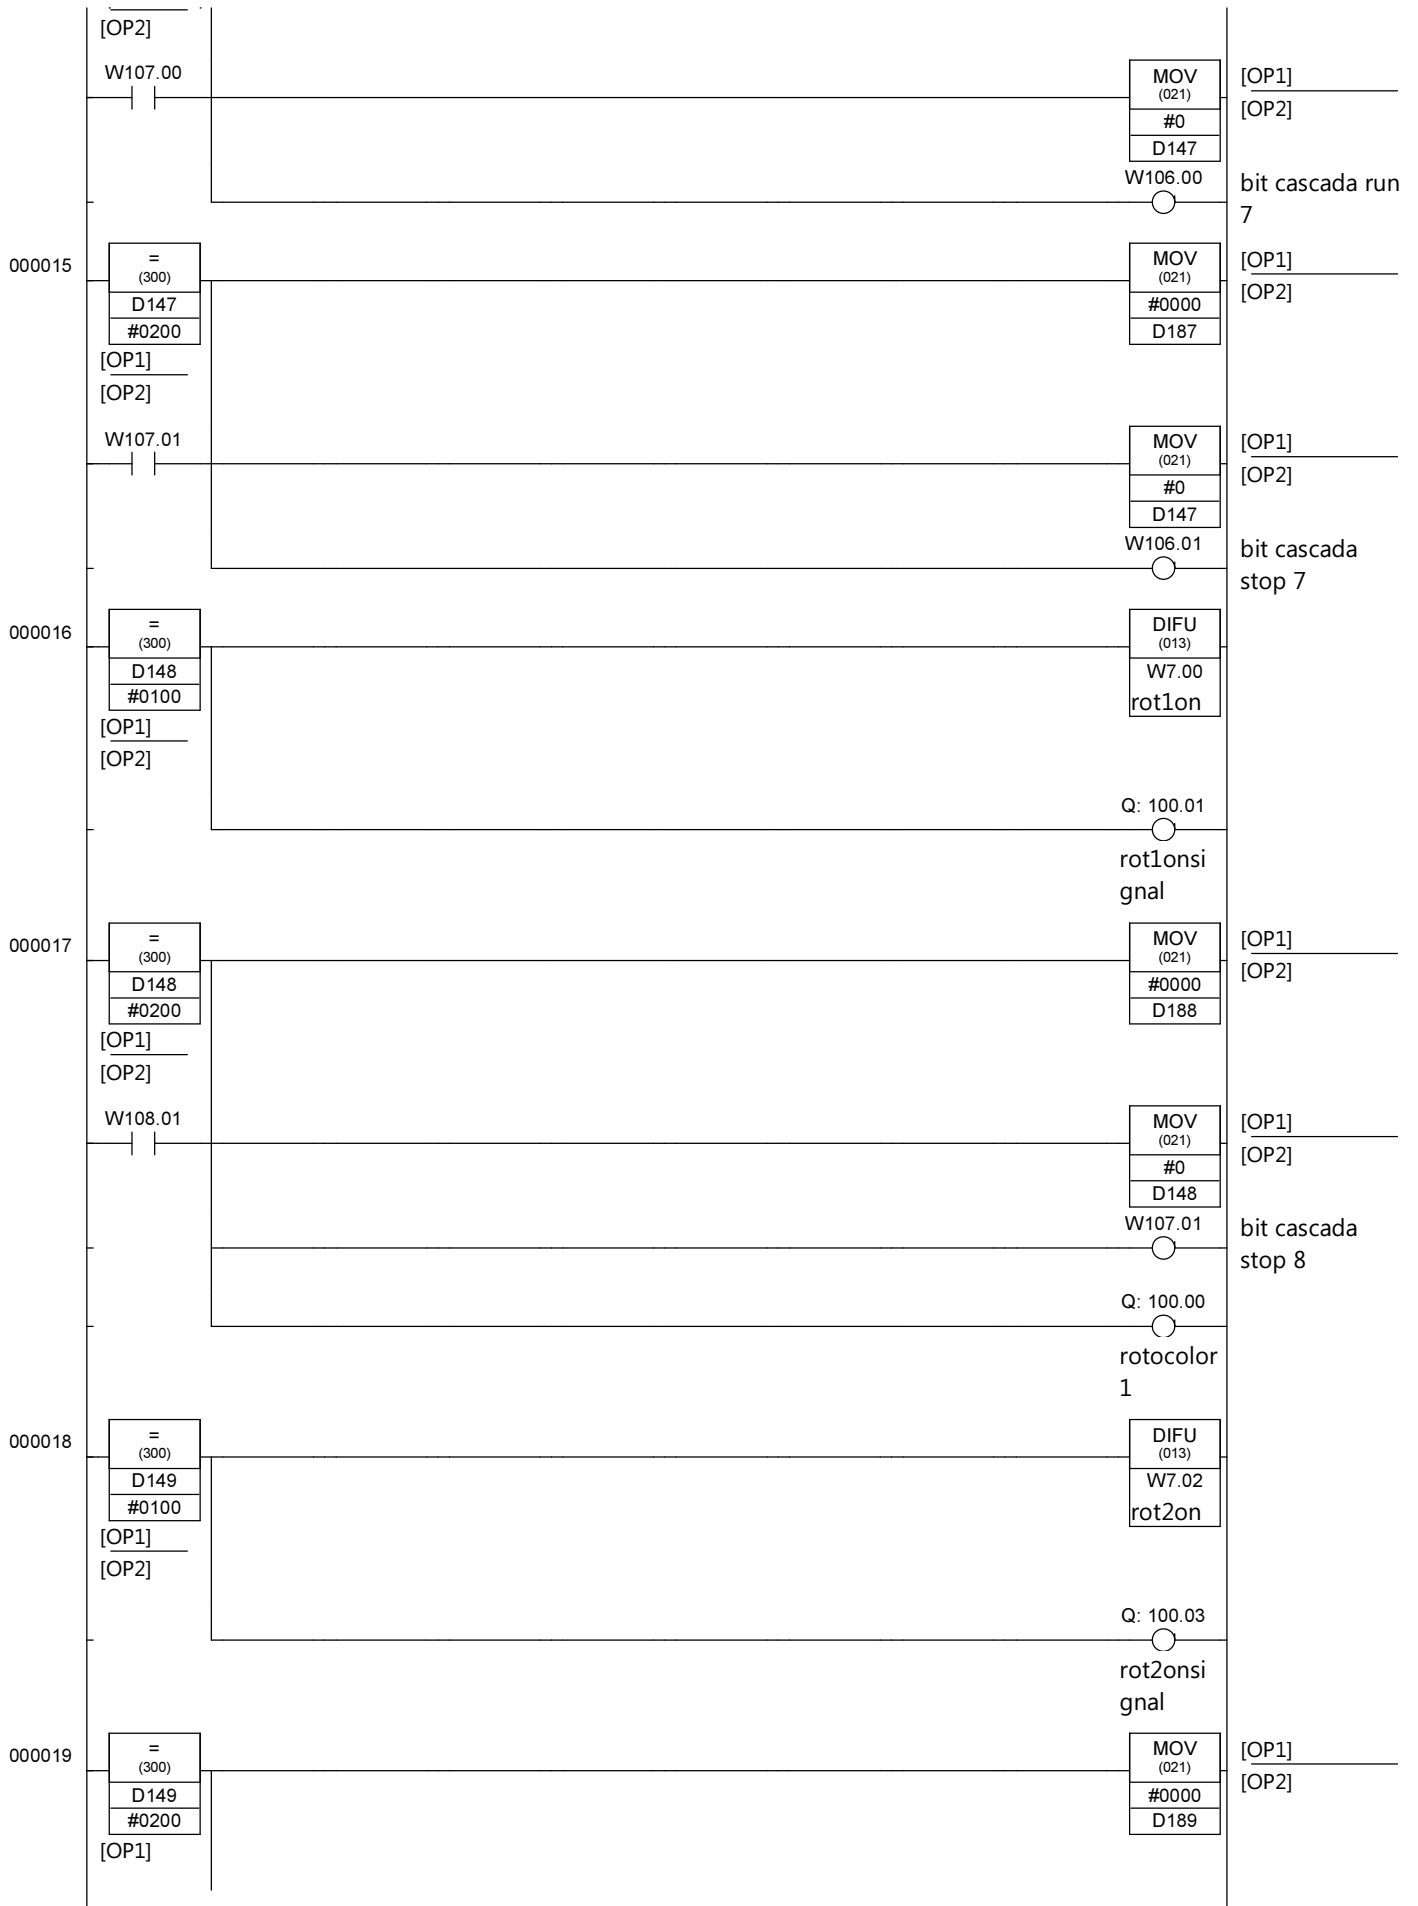 [OP2]
W107.00
MOV
(021)
#0
D147
[OP1]
[OP2]
W106.00
bit cascada run
7
000015
=
(300)
D147
#0200
[OP1]
[OP2]
MOV
(021)
#0000
D187
[OP1]
[OP2]
W107.01
MOV
(021)
#0
D147
[OP1]
[OP2]
W106.01
bit cascada
stop 7
000016
=
(300)
D148
#0100
[OP1]
[OP2]
DIFU
(013)
W7.00
rot1on
Q: 100.01
rot1onsi
gnal
000017
=
(300)
D148
#0200
[OP1]
[OP2]
MOV
(021)
#0000
D188
[OP1]
[OP2]
W108.01
MOV
(021)
#0
D148
[OP1]
[OP2]
W107.01
bit cascada
stop 8
Q: 100.00
rotocolor
1
000018
=
(300)
D149
#0100
[OP1]
[OP2]
DIFU
(013)
W7.02
rot2on
Q: 100.03
rot2onsi
gnal
000019
=
(300)
D149
#0200
[OP1]
MOV
(021)
#0000
D189
[OP1]
[OP2]